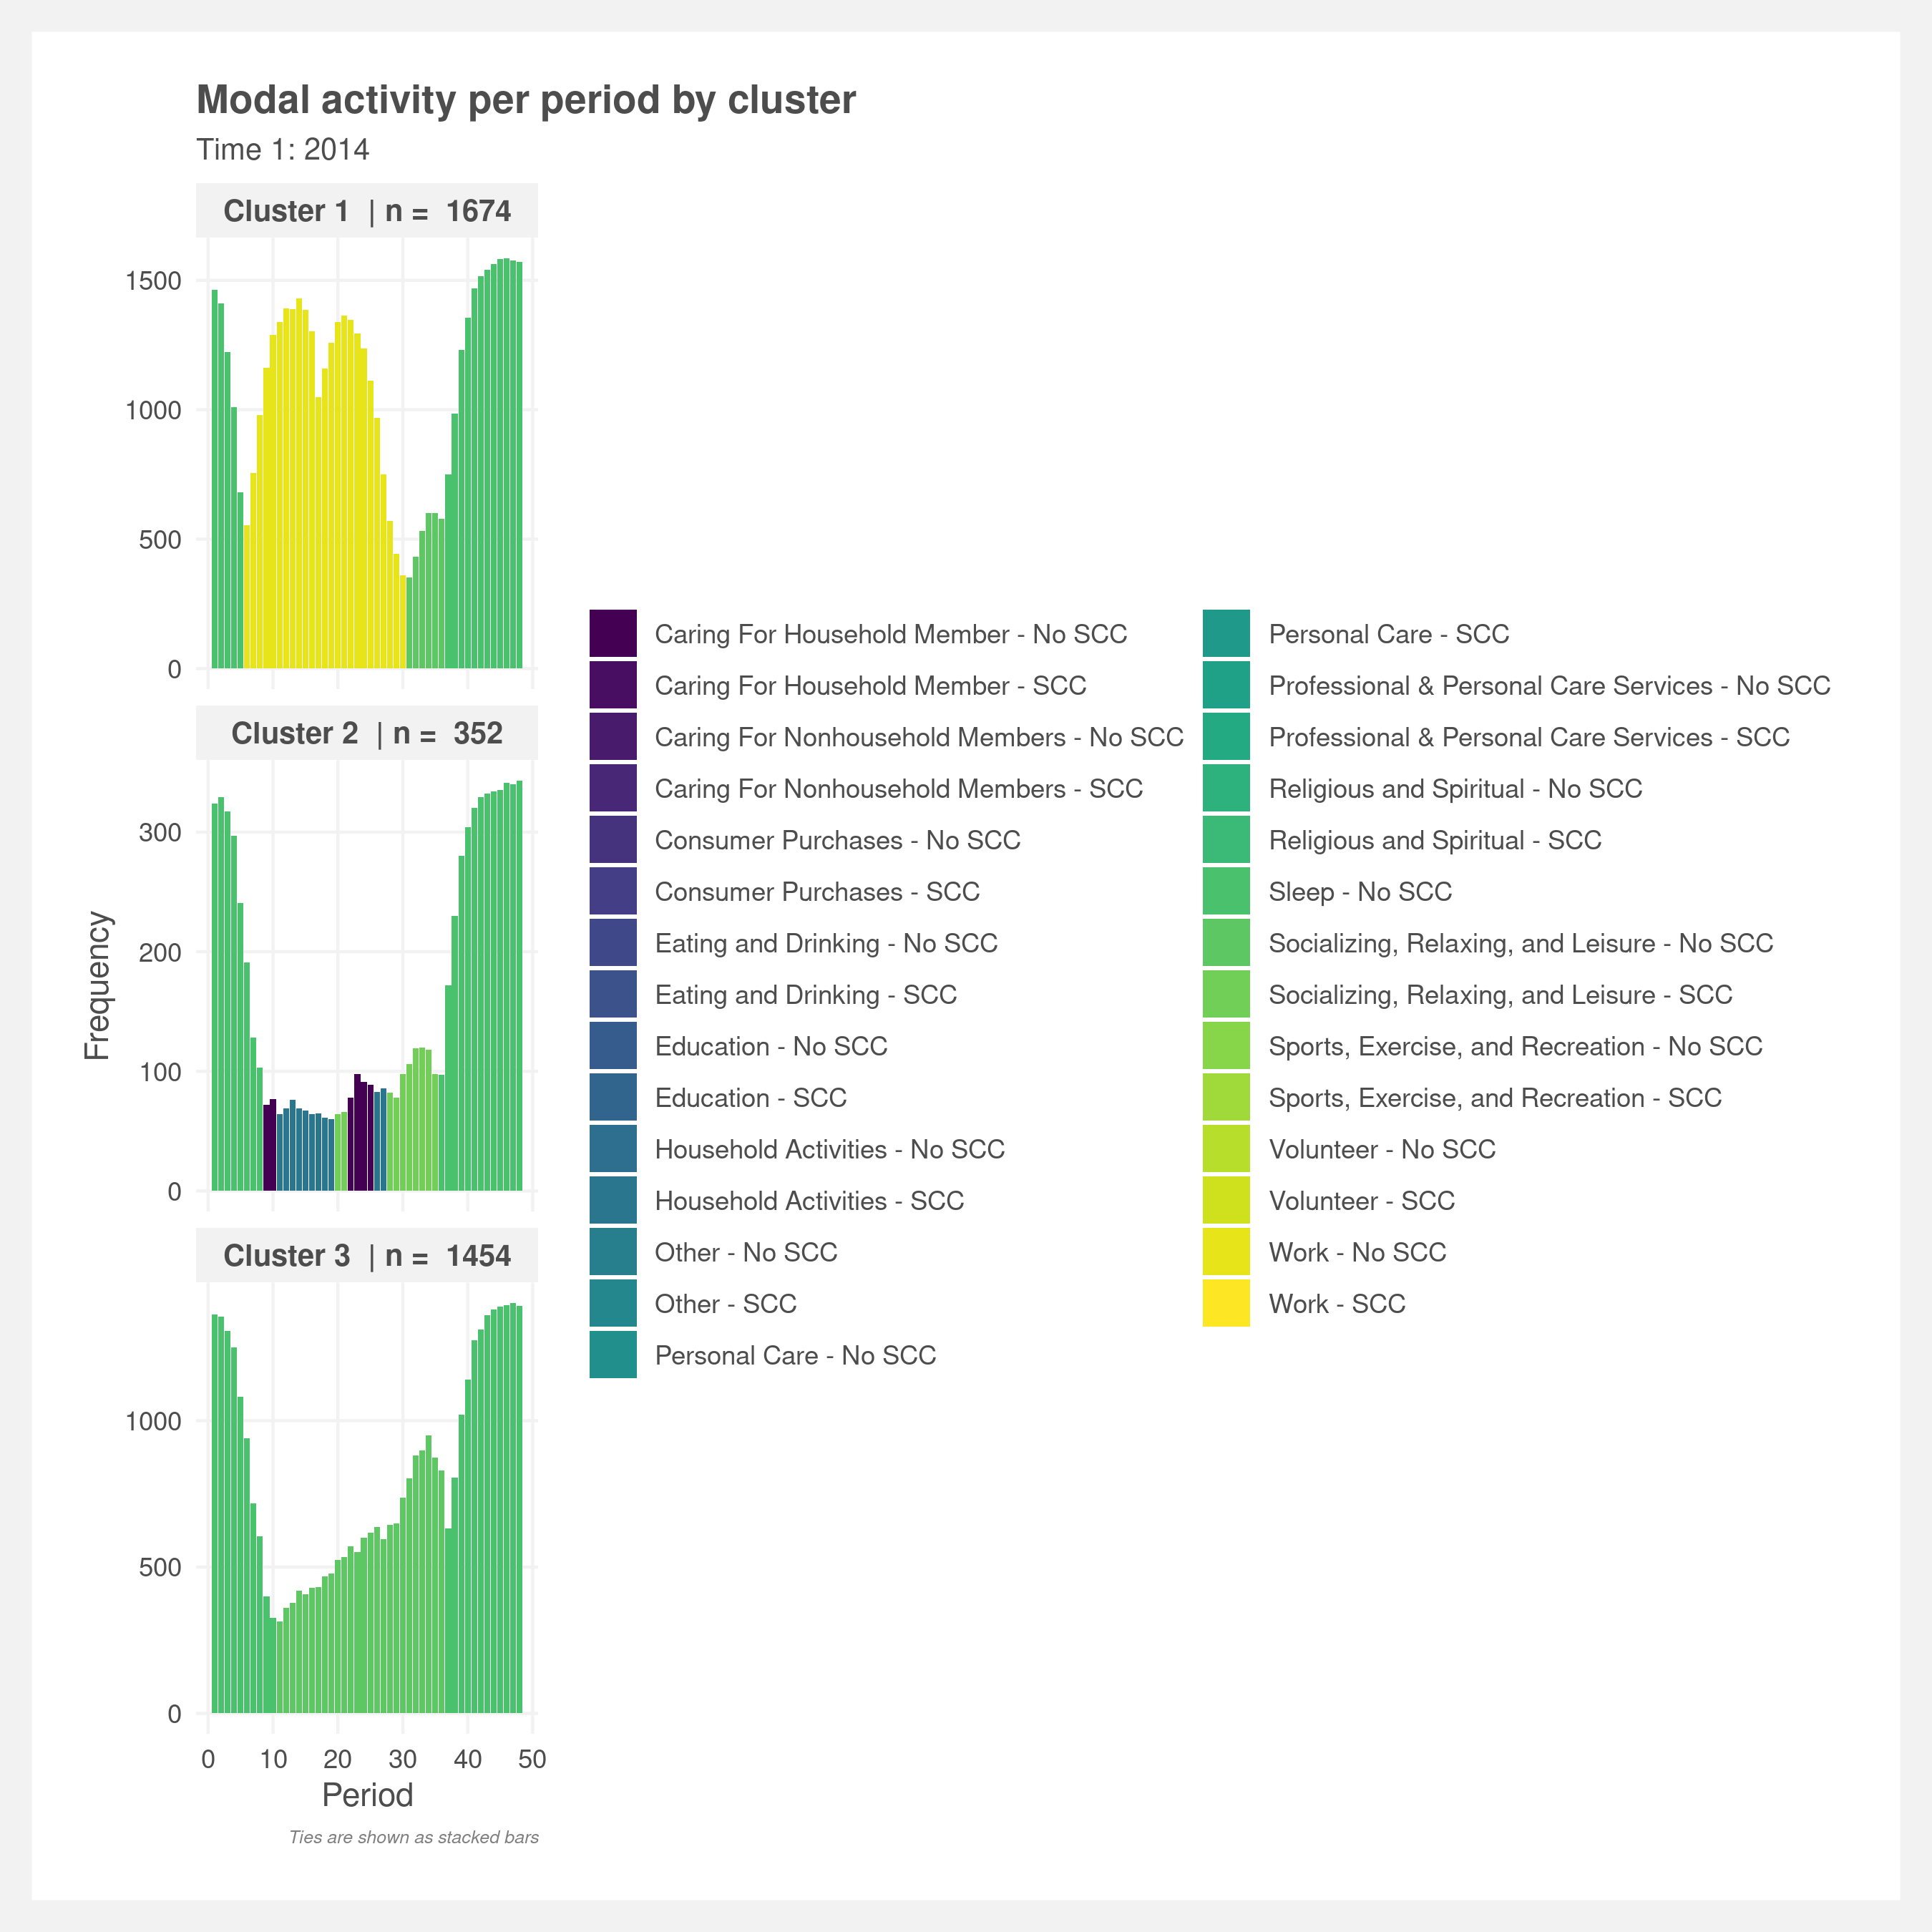 Modal activity per period by cluster
Time 1: 2014
Cluster 1 | n = 1674
1500
1000
500
0
Cluster 2 | n = 352
300
200
100
0
Cluster 3 | n = 1454
1000
500
0
0 10 20 30 40 50
Frequency
Period
Ties are shown as stacked bars
Caring For Household Member - No SCC
Caring For Household Member - SCC
Caring For Nonhousehold Members - No SCC
Caring For Nonhousehold Members - SCC
Consumer Purchases - No SCC
Consumer Purchases - SCC
Eating and Drinking - No SCC
Eating and Drinking - SCC
Education - No SCC
Education - SCC
Household Activities - No SCC
Household Activities - SCC
Other - No SCC
Other - SCC
Personal Care - No SCC
Personal Care - SCC
Professional & Personal Care Services - No SCC
Professional & Personal Care Services - SCC
Religious and Spiritual - No SCC
Religious and Spiritual - SCC
Sleep - No SCC
Socializing, Relaxing, and Leisure - No SCC
Socializing, Relaxing, and Leisure - SCC
Sports, Exercise, and Recreation - No SCC
Sports, Exercise, and Recreation - SCC
Volunteer - No SCC
Volunteer - SCC
Work - No SCC
Work - SCC